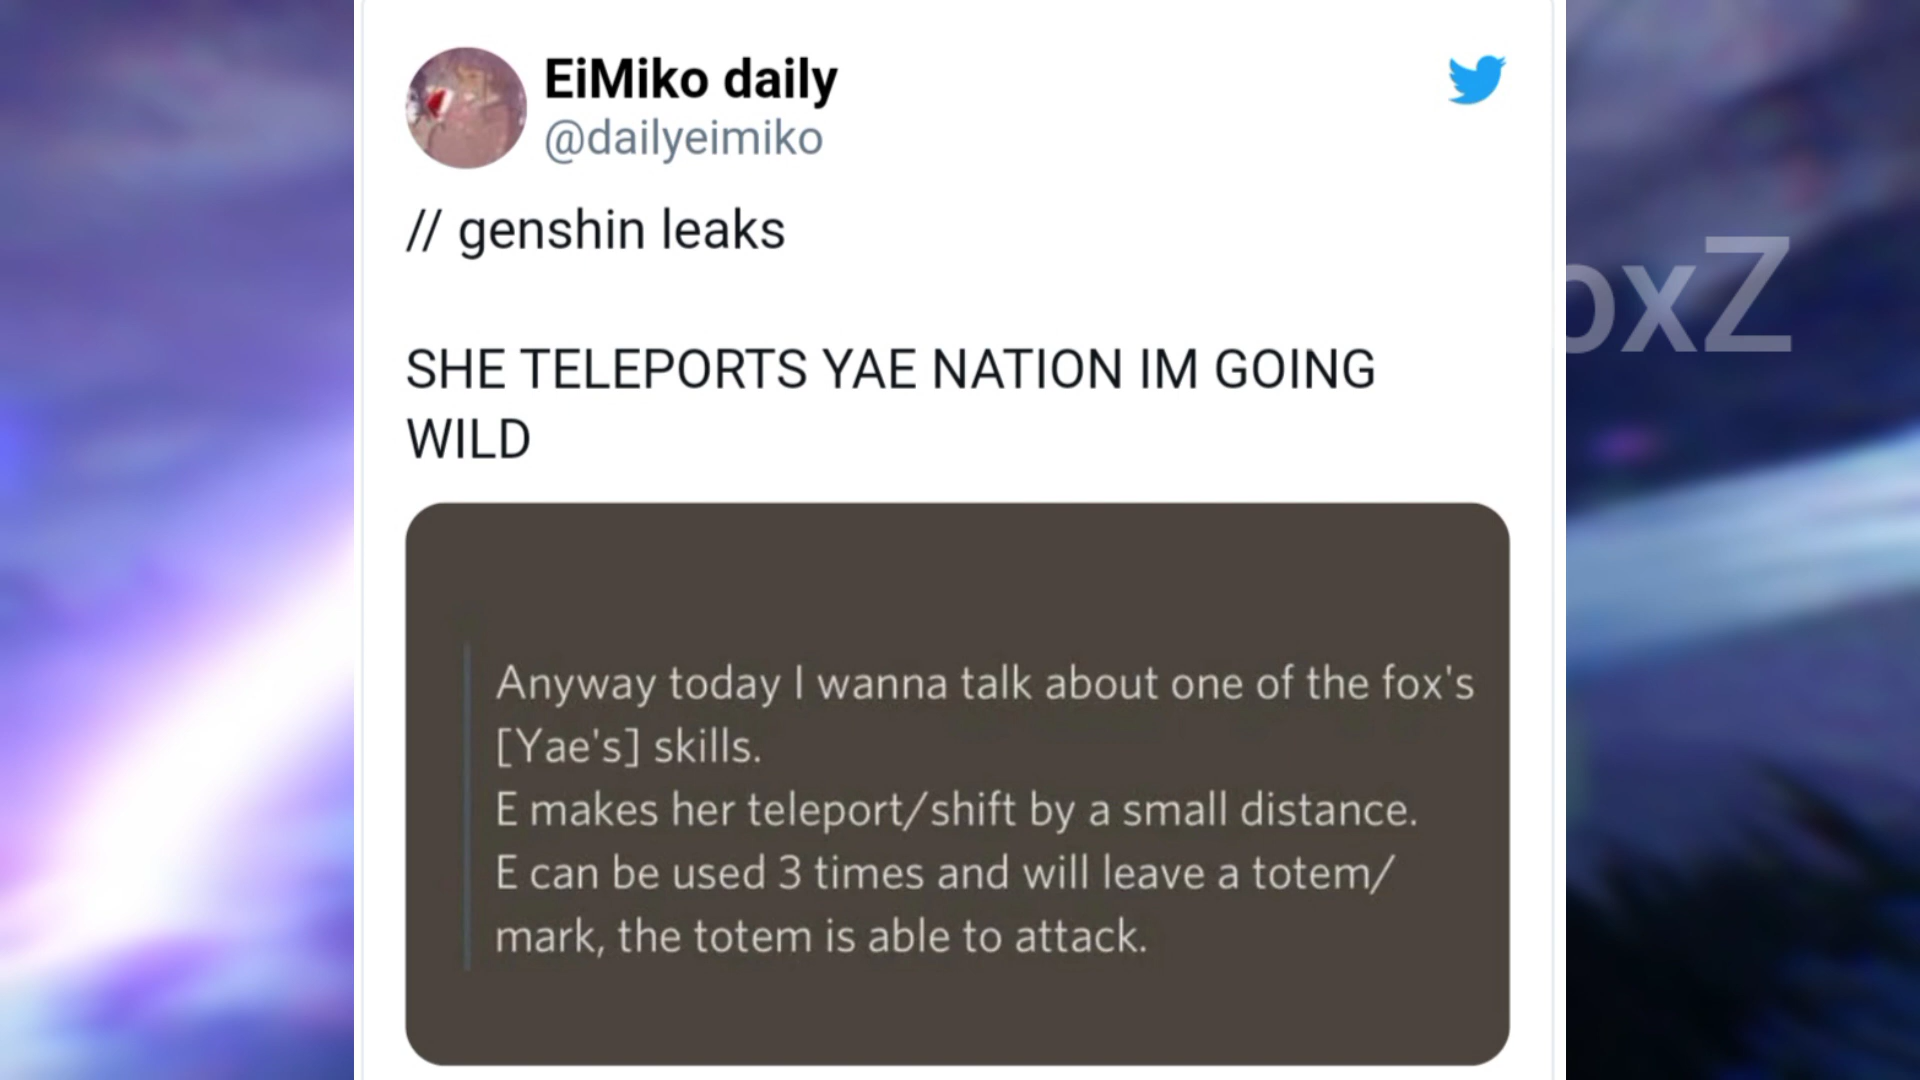 EiMiko daily
@dailyeimiko
// genshin leaks
oxZ
SHE TELEPORTS YAE NATION IM GOING
WILD
Anyway today I wanna talk about one of the fox's
[Yae's] skills.
E makes her teleport/shift by a small distance.
E can be used 3 times and will leave a totem/
mark, the totem is able to attack.